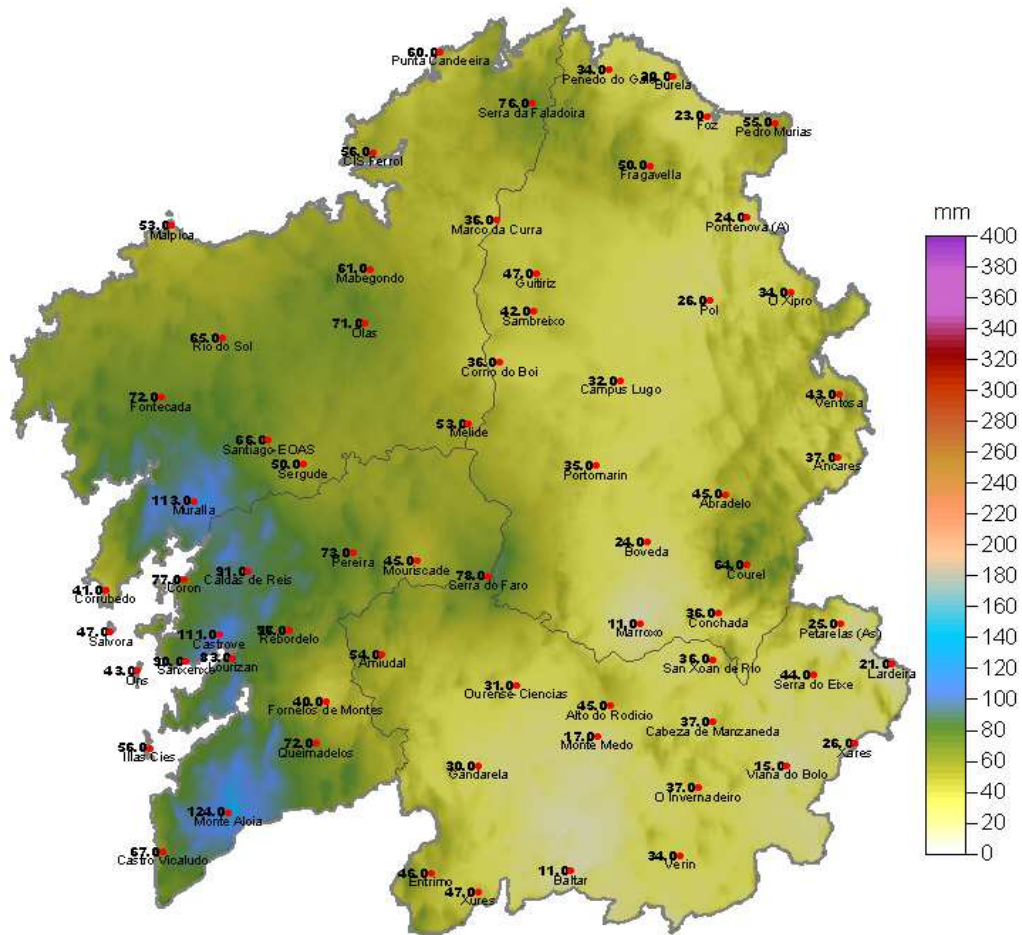 60.0
Punta Candeeira
34.0
Penedo do Galo
Burela
76.0
Serra da Faladoira
23.0
Foz
55.0
Pedro Murias
56.0
CIS Ferrol
50.0
Fragavella
53.0
Malpica
36.0
Marco da Curra
24.0
Pontenova (A)
mm
400
380
360
340
320
300
280
260
240
220
200
180
160
140
120
100
80
60
40
20
0
61.0
Mabegondo
47.0
Guitiriz
26.0
Pol
34.0
O Xipro
71.0
Olas
42.0
Sambreixo
65.0
Rio do Sol
36.0
Corno do Boi
32.0
Campus Lugo
72.0
Fontecada
43.0
Ventosa
53.0
Melide
66.0
Santiago-EOAS
50.0
Sergude
35.0
Portomarin
37.0
Ancares
113.0
Muralla
45.0
Abradelo
24.0
Boveda
73.0
Pereira
45.0
Mouriscade
64.0
Courel
91.0
Caldas de Reis
77.0
Coron
78.0
Serra do Faro
41.0
Corrubedo
36.0
Conchada
11.0
Marroxo
25.0
Petarelas (As)
47.0
Salvora
111.0
Castrove
Rebordelo
54.0
Amiudal
90.0
Sanxenxo
83.0
Lourizan
43.0
Ons
36.0
San Xoan de Rio
21.0
Lardeira
44.0
Serra do Eixe
31.0
Ourense-Ciencias
40.0
Fornelos de Montes
45.0
Alto do Rodicio
37.0
Cabeza de Manzaneda
56.0
Illas Cies
72.0
Queimadelos
17.0
Monte Medo
26.0
Xares
30.0
Gandarela
15.0
Viana do Bolo
37.0
O Invernadeiro
124.0
Monte Aloia
67.0
Castro Vicaludo
34.0
Verin
46.0
Entrimo
11.0
Baltar
47.0
Xures